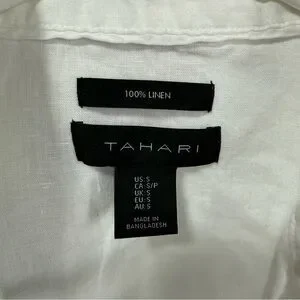 100% LINEN
TAHARI
US:S
CA:S/P
UK:S
EU:S
AU:S
MADE IN
BANGLADESH